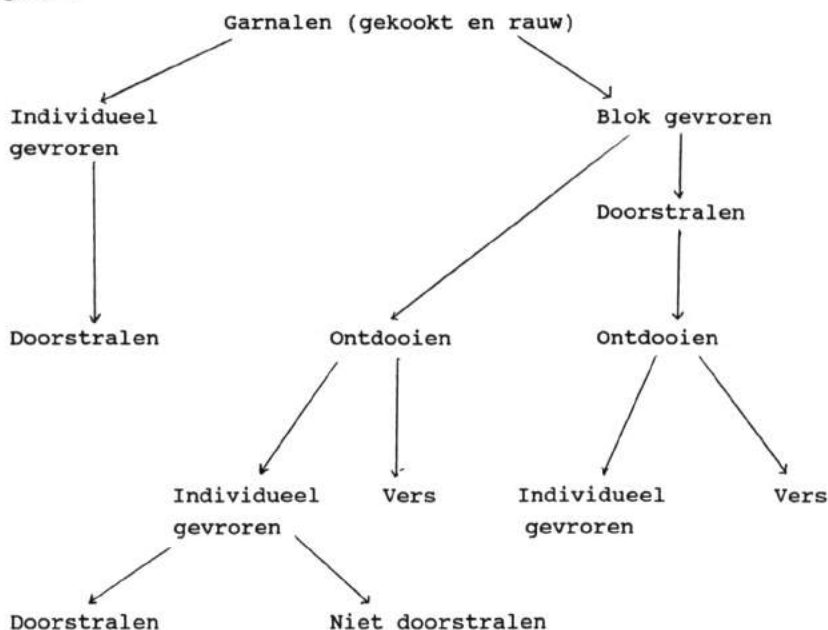 Garnalen (gekookt en rauw)
Individueel
gevroren
Blok gevroren
Doorstralen
Doorstralen
Ontdooien
Ontdooien
Individueel
gevroren
Vers
Individueel
gevroren
Vers
Doorstralen
Niet doorstralen